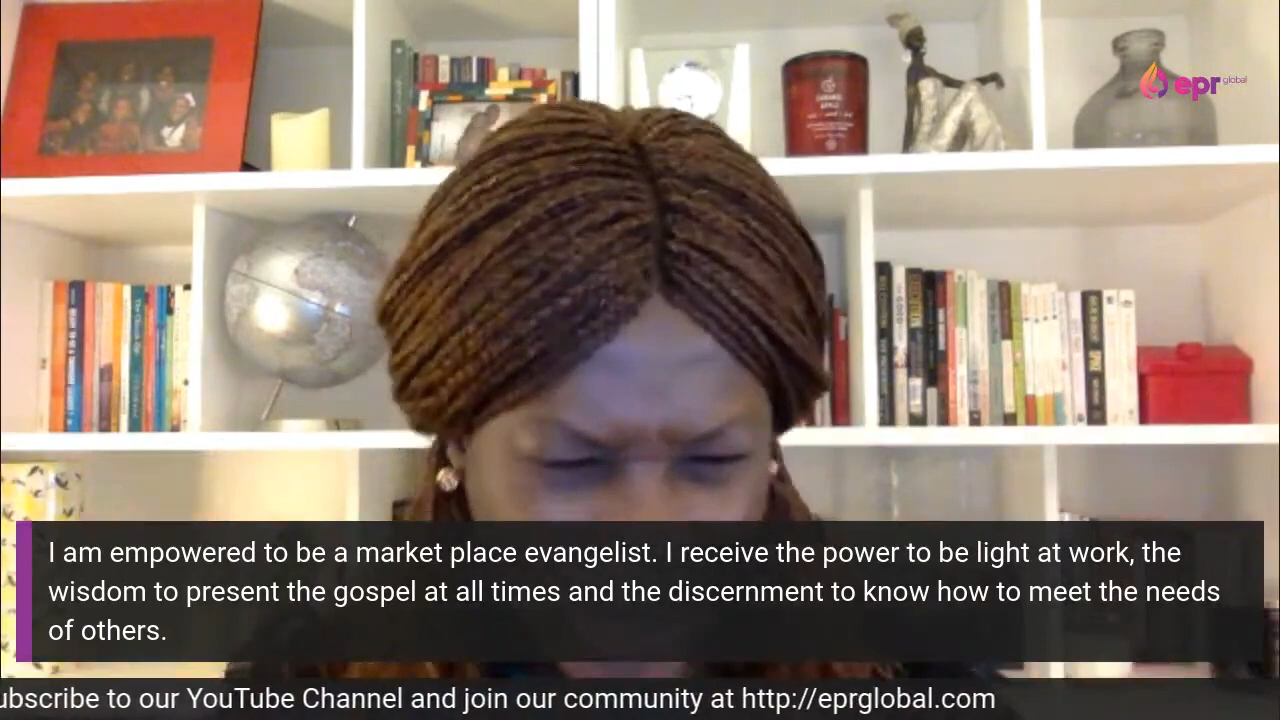 epr global
I am empowered to be a market place evangelist. I receive the power to be light at work, the
wisdom to present the gospel at all times and the discernment to know how to meet the needs
of others.
ubscribe to our YouTube Channel and join our community at http://eprglobal.com